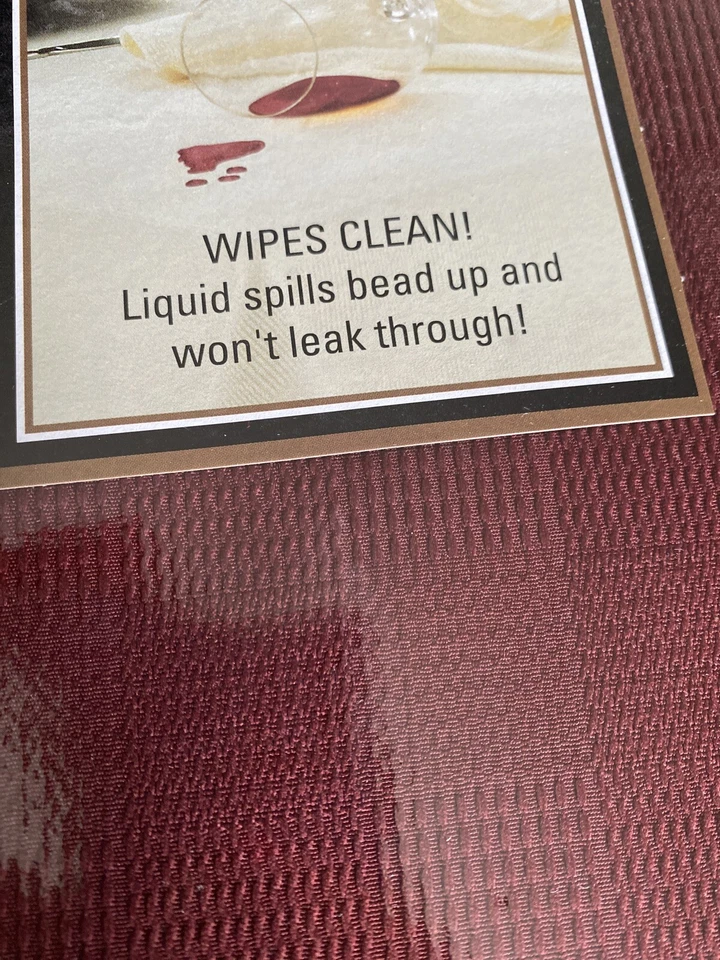 WIPES CLEAN!
Liquid spills bead up and
won't leak through!